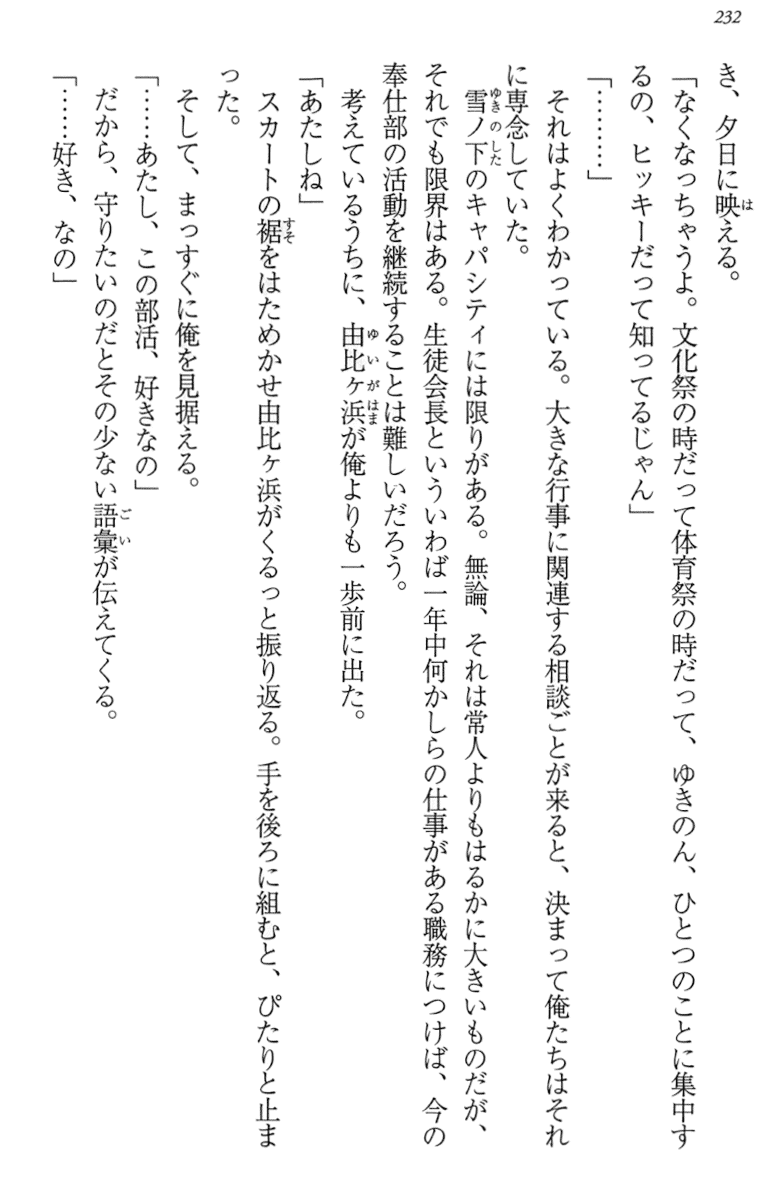 232
き、夕日に映える。
「なくなっちゃうよ。文化祭の時だって体育祭の時だって、ゆきのん、ひとつのことに集中す
るの、ヒッキーだって知ってるじゃん」
「………」
それはよくわかっている。大きな行事に関連する相談ごとが来ると、決まって俺たちはそれ
に専念していた。
雪ノ下のキャパシティには限りがある。無論、それは常人よりもはるかに大きいものだが、
それでも限界はある。生徒会長といういわば一年中何かしらの仕事がある職務につけば、今の
奉仕部の活動を継続することは難しいだろう。
考えているうちに、由比ヶ浜が俺よりも一歩前に出た。
「あたしね」
スカートの裾をはためかせ由比ヶ浜がくるっと振り返る。手を後ろに組むと、ぴたりと止ま
った。
そして、まっすぐに俺を見据える。
「……あたし、この部活、好きなの」
だから、守りたいのだとその少ない語彙が伝えてくる。
「……好き、なの」